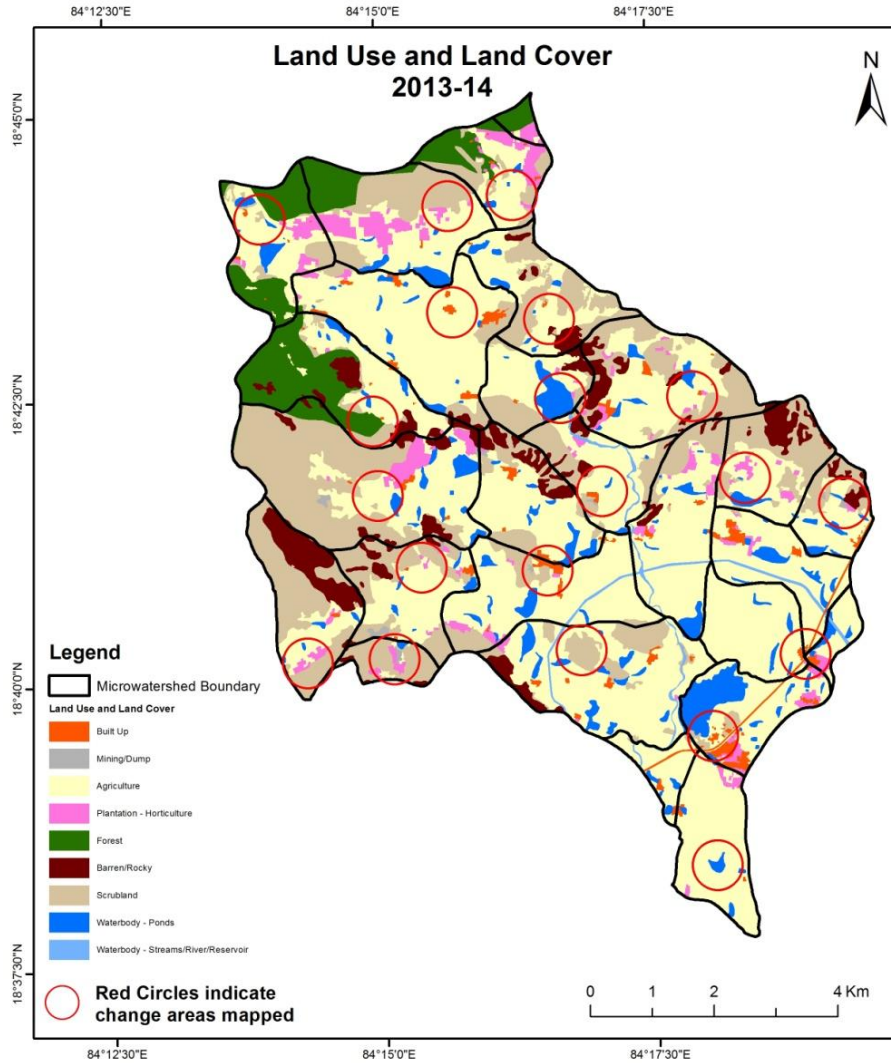 84°12'30"E 84°15'0"E 84°17'30"E
Land Use and Land Cover
2013-14
N
18°45'0"N
18°42'30"N
18°40'0"N
18°37'30"N
Legend
Microwatershed Boundary
Land Use and Land Cover
Built Up
Mining/Dump
Agriculture
Plantation - Horticulture
Forest
Barren/Rocky
Scrubland
Waterbody - Ponds
Waterbody - Streams/River/Reservoir
Red Circles indicate
change areas mapped
0 1 2 4 Km
84°12'30"E 84°15'0"E 84°17'30"E